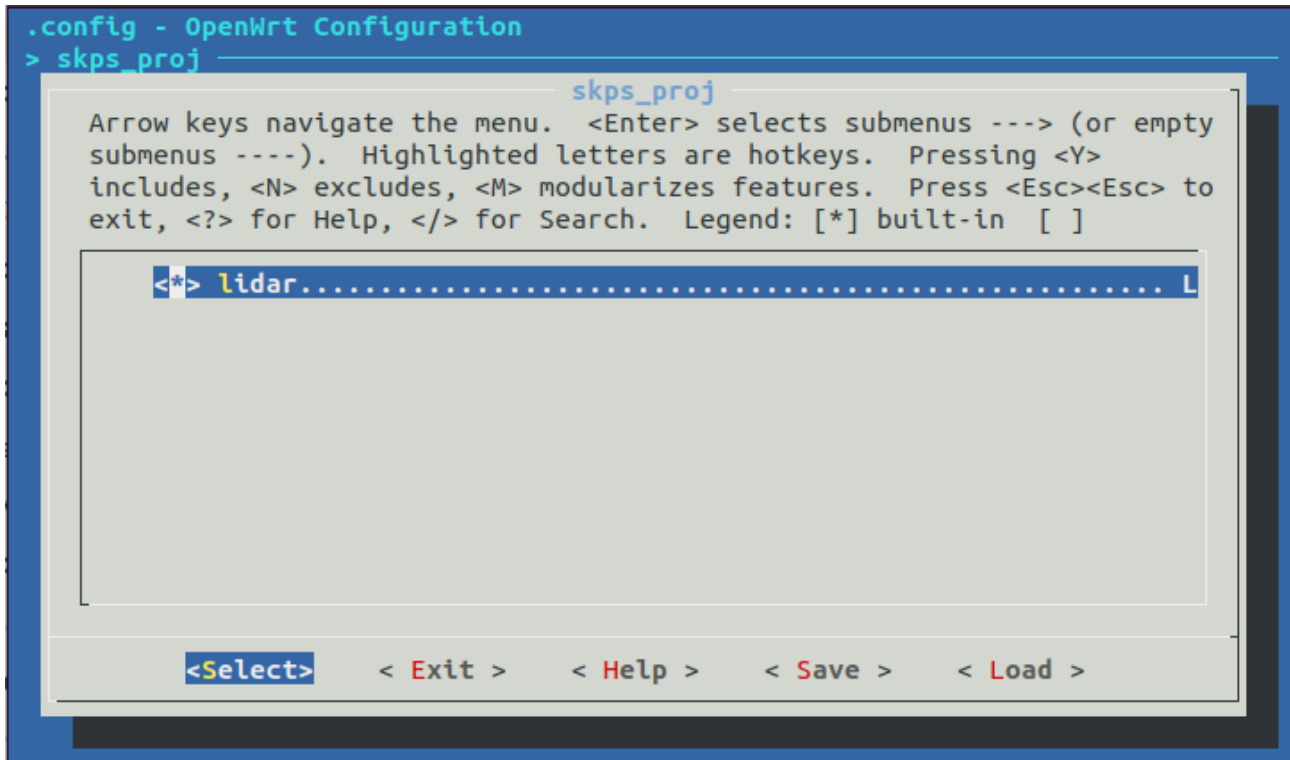 .config - OpenWrt Configuration
> skps_proj
skps_proj
Arrow keys navigate the menu.  <Enter> selects submenus ---> (or empty
submenus ----).  Highlighted letters are hotkeys.  Pressing <Y>
includes, <N> excludes, <M> modularizes features.  Press <Esc><Esc> to
exit, <?> for Help, </> for Search.  Legend: [*] built-in  [ ]
<*> lidar...................................................... L
<Select>    < Exit >    < Help >    < Save >    < Load >